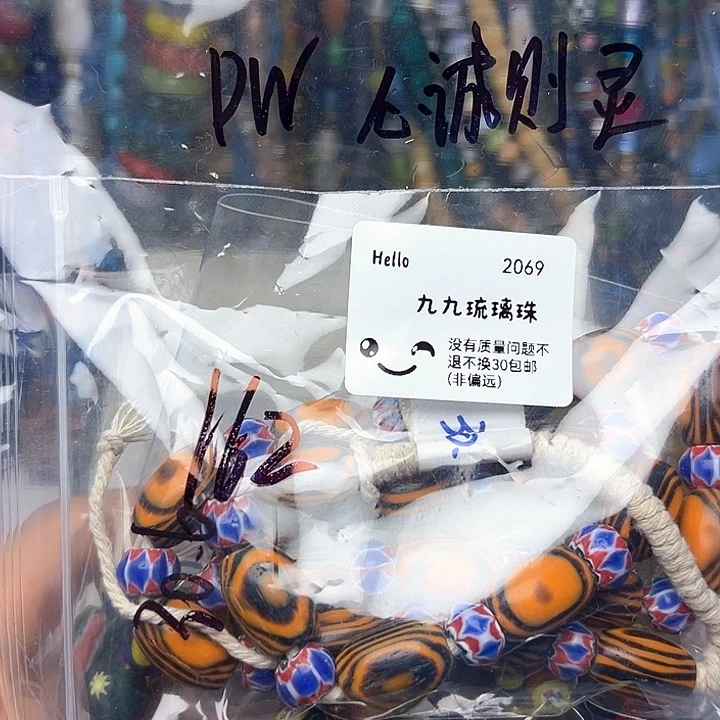 PW 心诚则灵
Hello 2069
九九琉璃珠
没有质量问题不
退不换30包邮
(非偏远)